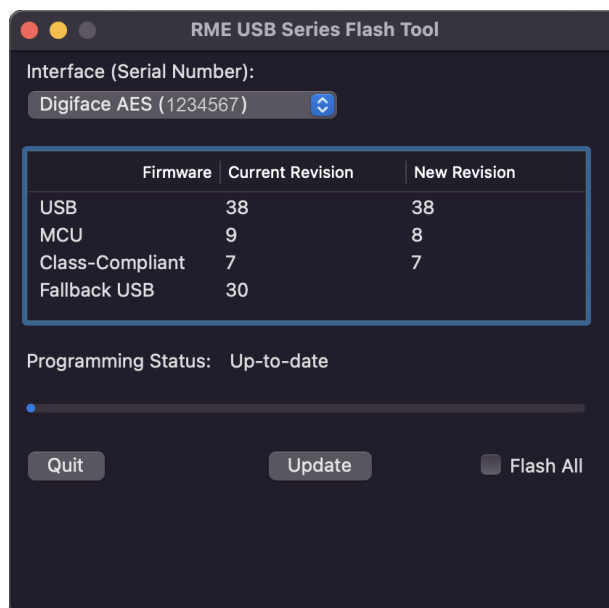 RME USB Series Flash Tool
Interface (Serial Number):
Digiface AES (1234567)
Firmware Current Revision New Revision
USB 38 38
MCU 9 8
Class-Compliant 7 7
Fallback USB 30
Programming Status: Up-to-date
Quit Update Flash All